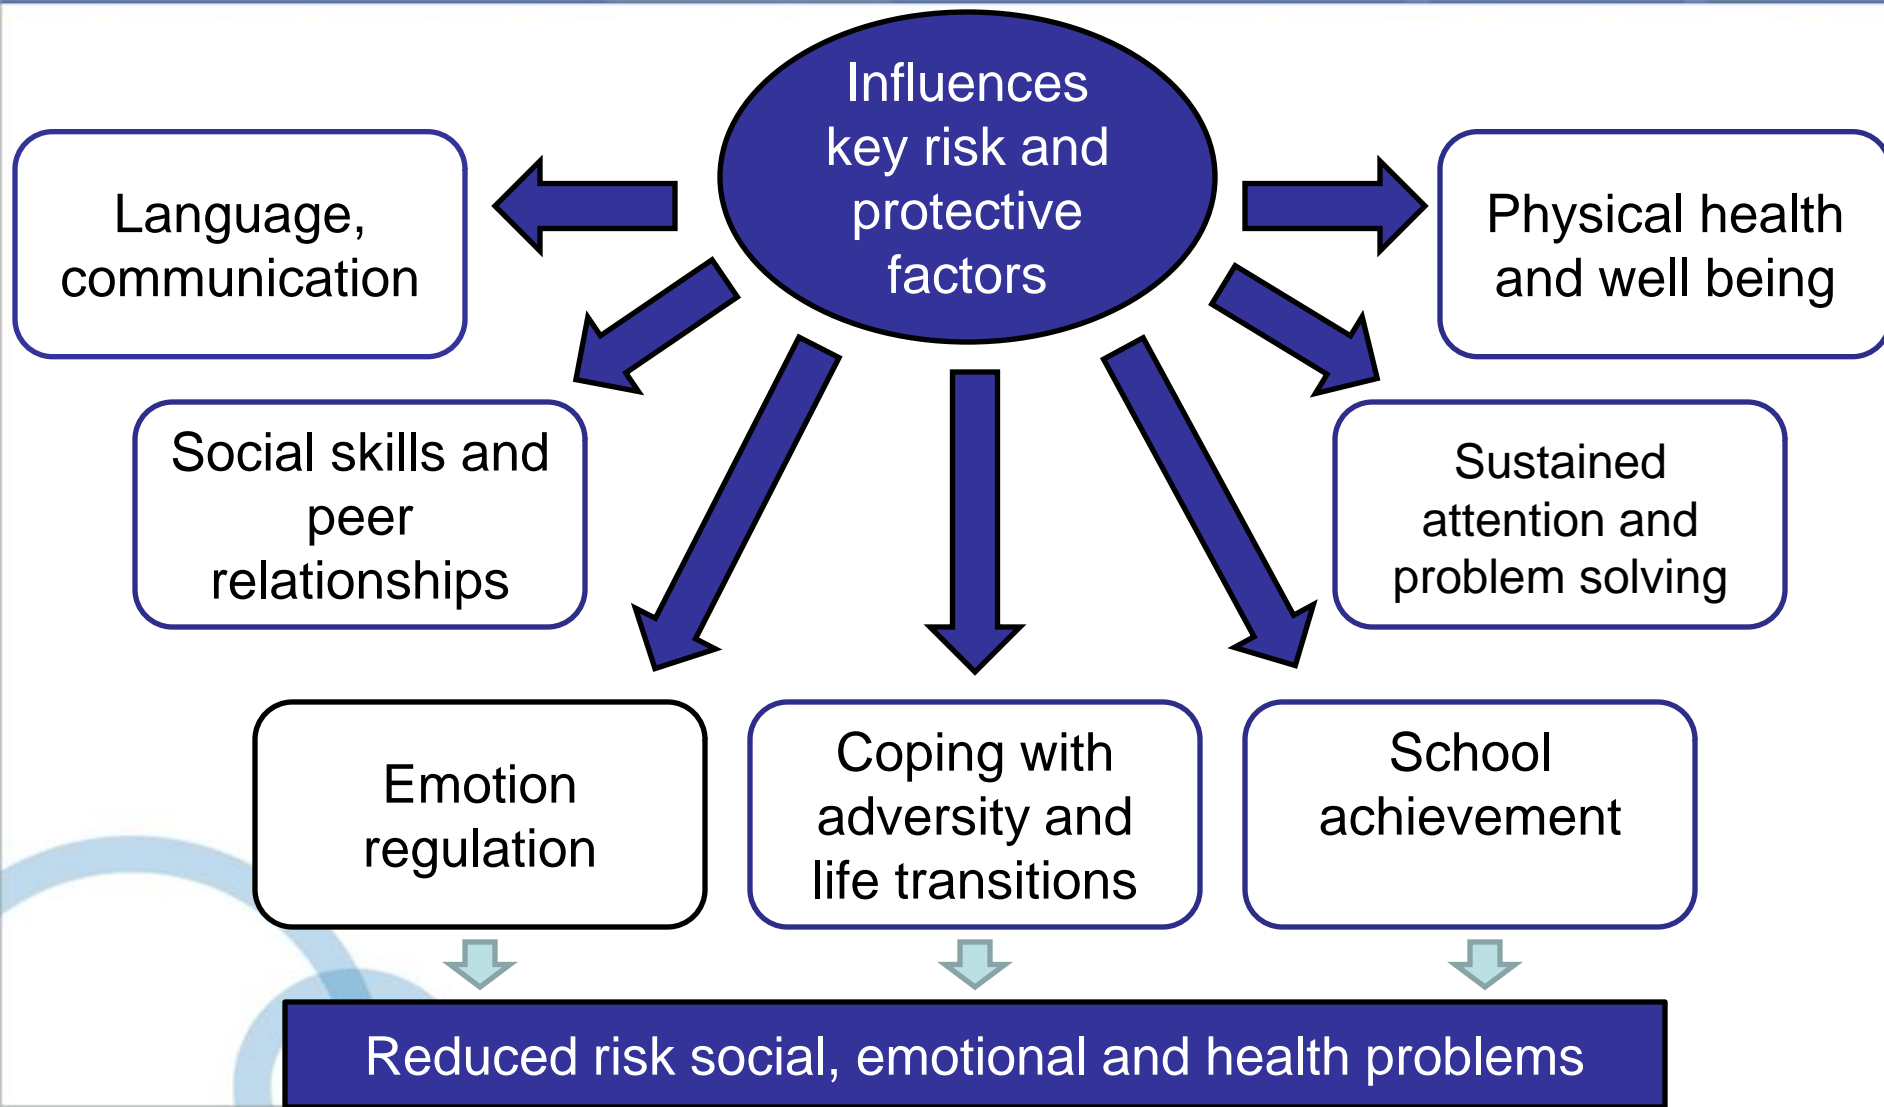 Influences
key risk and
protective
factors
Language,
communication
Physical health
and well being
Social skills and
peer
relationships
Sustained
attention and
problem solving
Emotion
regulation
Coping with
adversity and
life transitions
School
achievement
Reduced risk social, emotional and health problems